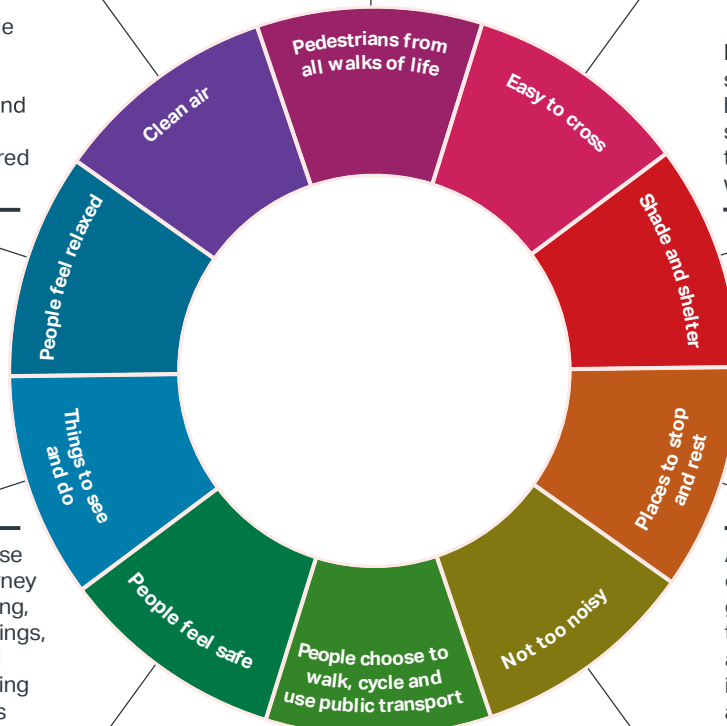 Pedestrians from
all walks of life
Easy to cross
Shade and shelter
Places to stop
and rest
Not too noisy
People choose to
walk, cycle and
use public transport
People feel safe
Things to see
and do
People feel relaxed
Clean air